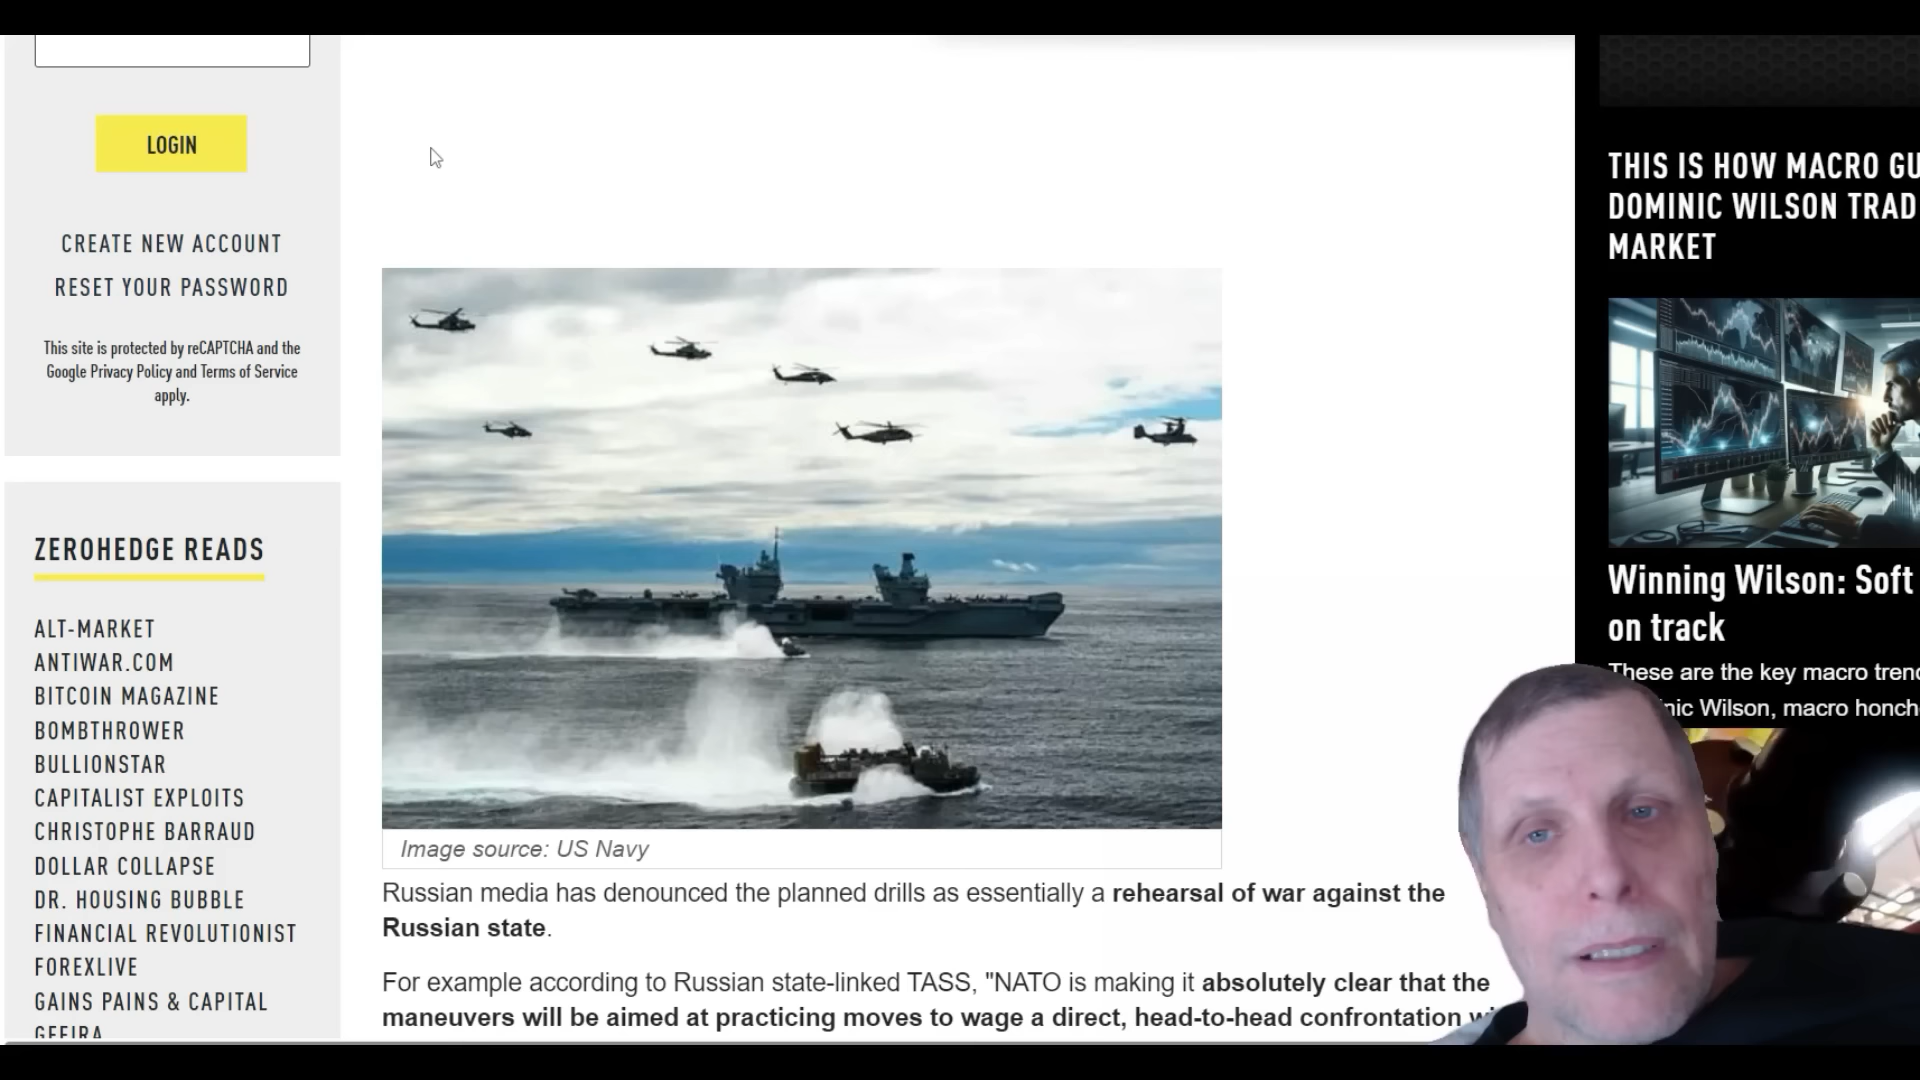 LOGIN
CREATE NEW ACCOUNT
RESET YOUR PASSWORD
This site is protected by reCAPTCHA and the
Google Privacy Policy and Terms of Service
apply.
ZEROHEDGE READS
ALT-MARKET
ANTIWAR.COM
BITCOIN MAGAZINE
BOMBTHROWER
BULLIONSTAR
CAPITALIST EXPLOITS
CHRISTOPHE BARRAUD
DOLLAR COLLAPSE
DR. HOUSING BUBBLE
FINANCIAL REVOLUTIONIST
FOREXLIVE
GAINS PAINS & CAPITAL
GEFIRA
Image source: US Navy
Russian media has denounced the planned drills as essentially a rehearsal of war against the
Russian state.
For example according to Russian state-linked TASS, "NATO is making it absolutely clear that the
maneuvers will be aimed at practicing moves to wage a direct, head-to-head confrontation
THIS IS HOW MACRO GU
DOMINIC WILSON TRAD
MARKET
Winning Wilson: Soft
on track
These are the key macro tren
nic Wilson, macro honch